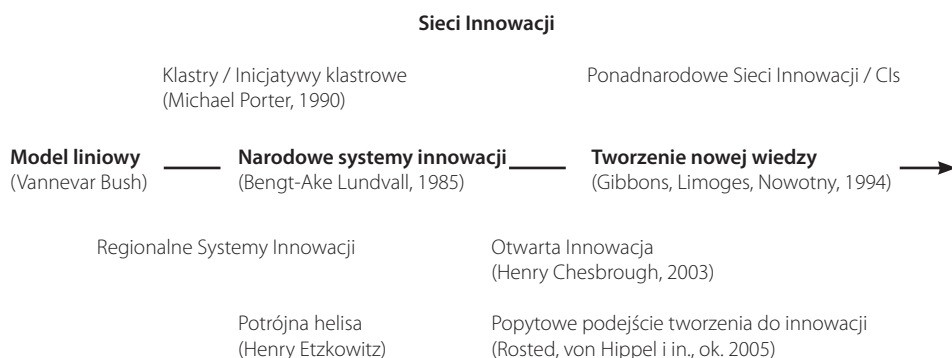 Sieci Innowacji
Klastry / Inicjatywy klastrowe
(Michael Porter, 1990)
Ponadnarodowe Sieci Innowacji / CIs
Model liniowy
(Vannevar Bush)
Narodowe systemy innowacji
(Bengt-Ake Lundvall, 1985)
Tworzenie nowej wiedzy
(Gibbons, Limoges, Nowotny, 1994)
Regionalne Systemy Innowacji
Otwarta Innowacja
(Henry Chesbrough, 2003)
Potrójna helisa
(Henry Etzkowitz)
Popytowe podejście tworzenia do innowacji
(Rosted, von Hippel i in., ok. 2005)